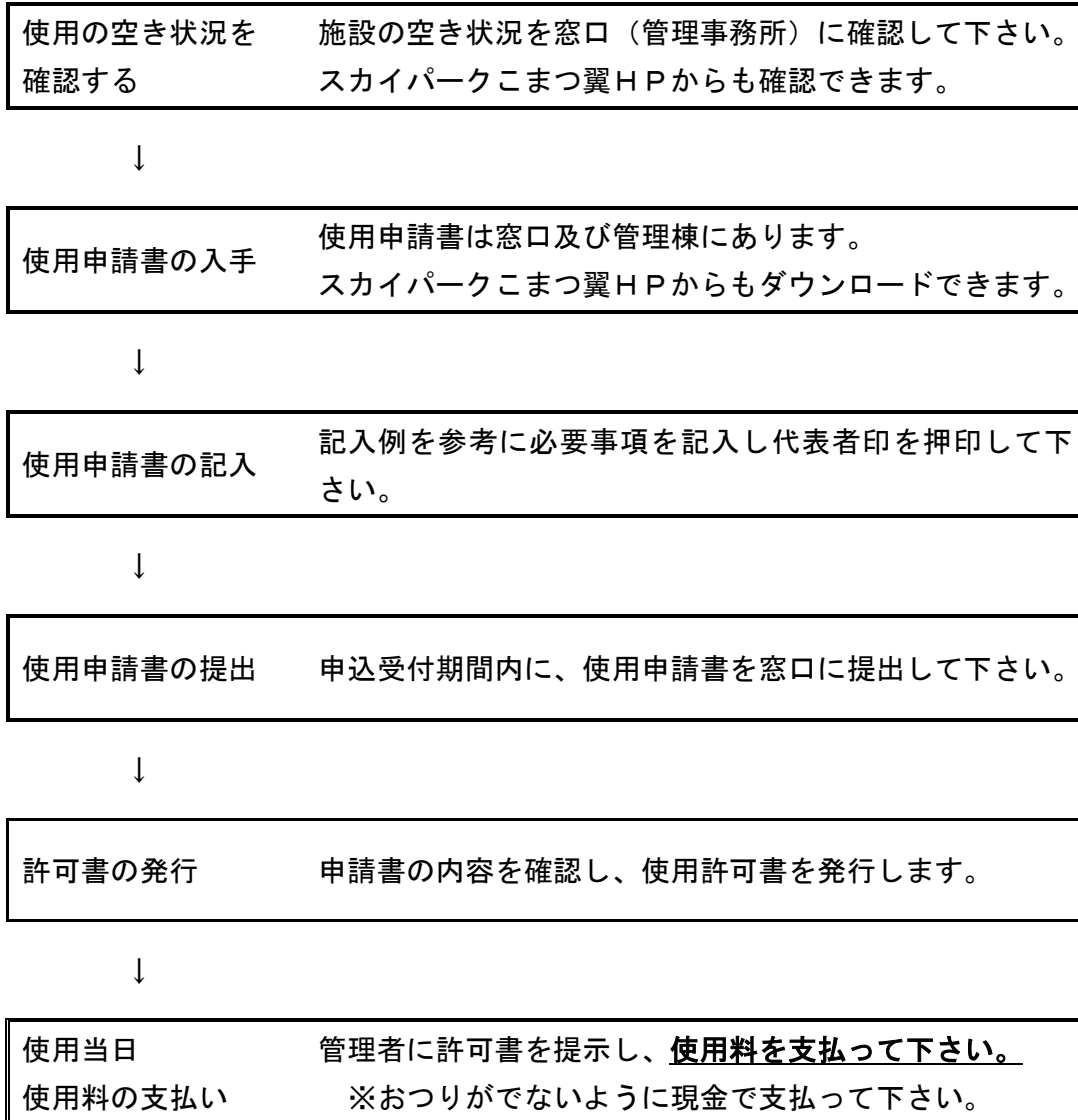 使用の空き状況を　施設の空き状況を窓口（管理事務所）に確認して下さい。
確認する　スカイパークこまつ翼ＨＰからも確認できます。
↓
使用申請書の入手　使用申請書は窓口及び管理棟にあります。
スカイパークこまつ翼ＨＰからもダウンロードできます。
↓
使用申請書の記入　記入例を参考に必要事項を記入し代表者印を押印して下
さい。
↓
使用申請書の提出　申込受付期間内に、使用申請書を窓口に提出して下さい。
↓
許可書の発行　申請書の内容を確認し、使用許可書を発行します。
↓
使用当日　管理者に許可書を提示し、使用料を支払って下さい。
使用料の支払い　※おつりがでないように現金で支払って下さい。